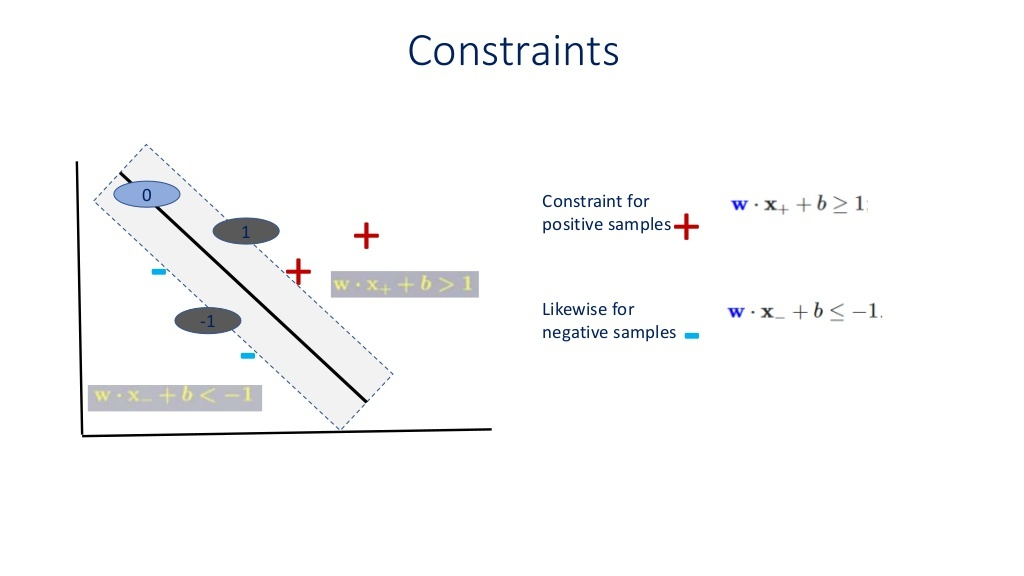 Constraints
0
1
-1
w · x₊ + b > 1
w · x₋ + b < −1
Constraint for
positive samples
w · x₊ + b ≥ 1
Likewise for
negative samples
w · x₋ + b ≤ −1.